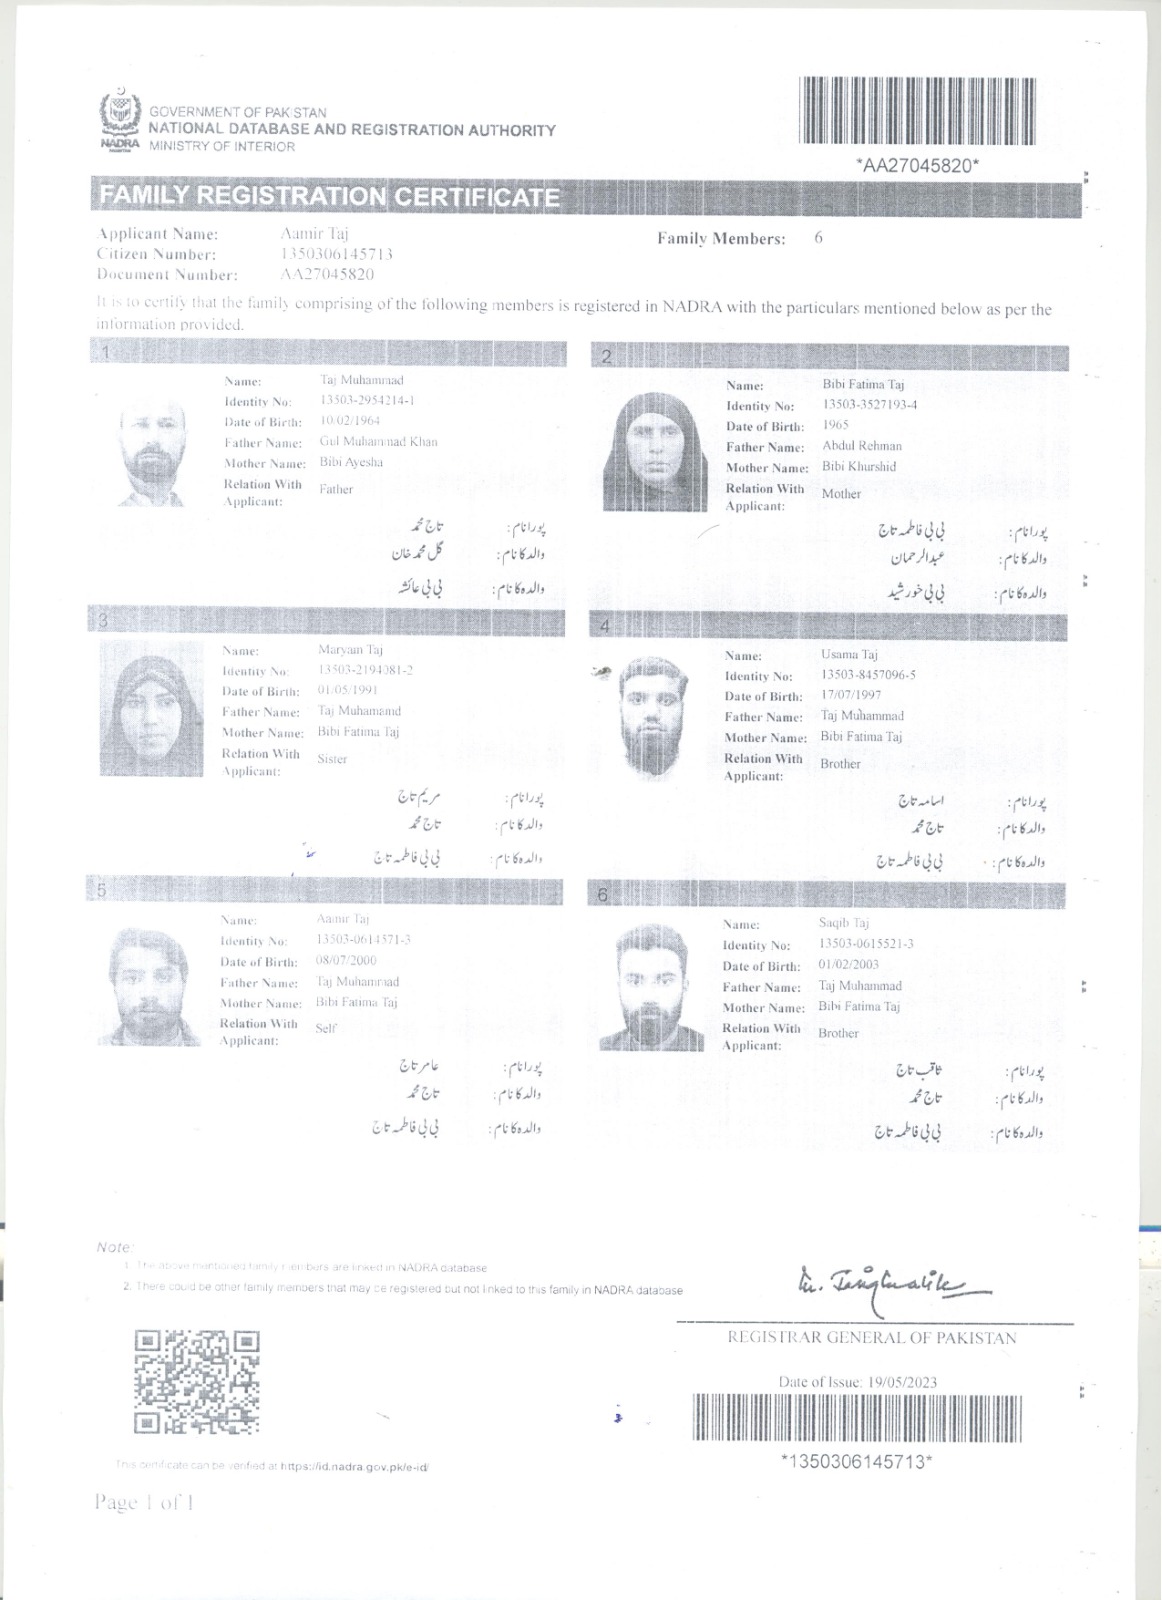 GOVERNMENT OF PAKISTAN
NATIONAL DATABASE AND REGISTRATION AUTHORITY
NADRA MINISTRY OF INTERIOR
*AA27045820*
FAMILY REGISTRATION CERTIFICATE
Applicant Name: Aamir Taj
Family Members: 6
Citizen Number: 1350306145713
Document Number: AA27045820
It is to certify that the family comprising of the following members is registered in NADRA with the particulars mentioned below as per the
information provided.
1
Name: Taj Muhammad
Identity No: 13503-2954214-1
Date of Birth: 10/02/1964
Father Name: Gul Muhammad Khan
Mother Name: Bibi Ayesha
Relation With
Applicant: Father
پورا نام: تاج محمد
والد کا نام: گل محمد خان
والدہ کا نام: بی بی عائشہ
2
Name: Bibi Fatima Taj
Identity No: 13503-3527193-4
Date of Birth: 1965
Father Name: Abdul Rehman
Mother Name: Bibi Khurshid
Relation With
Applicant: Mother
پورا نام: بی بی فاطمہ تاج
والد کا نام: عبدالرحمان
والدہ کا نام: بی بی خورشید
3
Name: Maryam Taj
Identity No: 13503-2194081-2
Date of Birth: 01/05/1991
Father Name: Taj Muhamamd
Mother Name: Bibi Fatima Taj
Relation With
Applicant: Sister
پورا نام: مریم تاج
والد کا نام: تاج محمد
والدہ کا نام: بی بی فاطمہ تاج
4
Name: Usama Taj
Identity No: 13503-8457096-5
Date of Birth: 17/07/1997
Father Name: Taj Muhammad
Mother Name: Bibi Fatima Taj
Relation With
Applicant: Brother
پورا نام: اسامہ تاج
والد کا نام: تاج محمد
والدہ کا نام: بی بی فاطمہ تاج
5
Name: Aamir Taj
Identity No: 13503-0614571-3
Date of Birth: 08/07/2000
Father Name: Taj Muhammad
Mother Name: Bibi Fatima Taj
Relation With
Applicant: Self
پورا نام: عامر تاج
والد کا نام: تاج محمد
والدہ کا نام: بی بی فاطمہ تاج
6
Name: Saqib Taj
Identity No: 13503-0615521-3
Date of Birth: 01/02/2003
Father Name: Taj Muhammad
Mother Name: Bibi Fatima Taj
Relation With
Applicant: Brother
پورا نام: ثاقب تاج
والد کا نام: تاج محمد
والدہ کا نام: بی بی فاطمہ تاج
Note:
1. The above mentioned family members are linked in NADRA database
2. There could be other family members that may be registered but not linked to this family in NADRA database
REGISTRAR GENERAL OF PAKISTAN
Date of Issue: 19/05/2023
*1350306145713*
This certificate can be verified at https://id.nadra.gov.pk/e-id/
Page 1 of 1